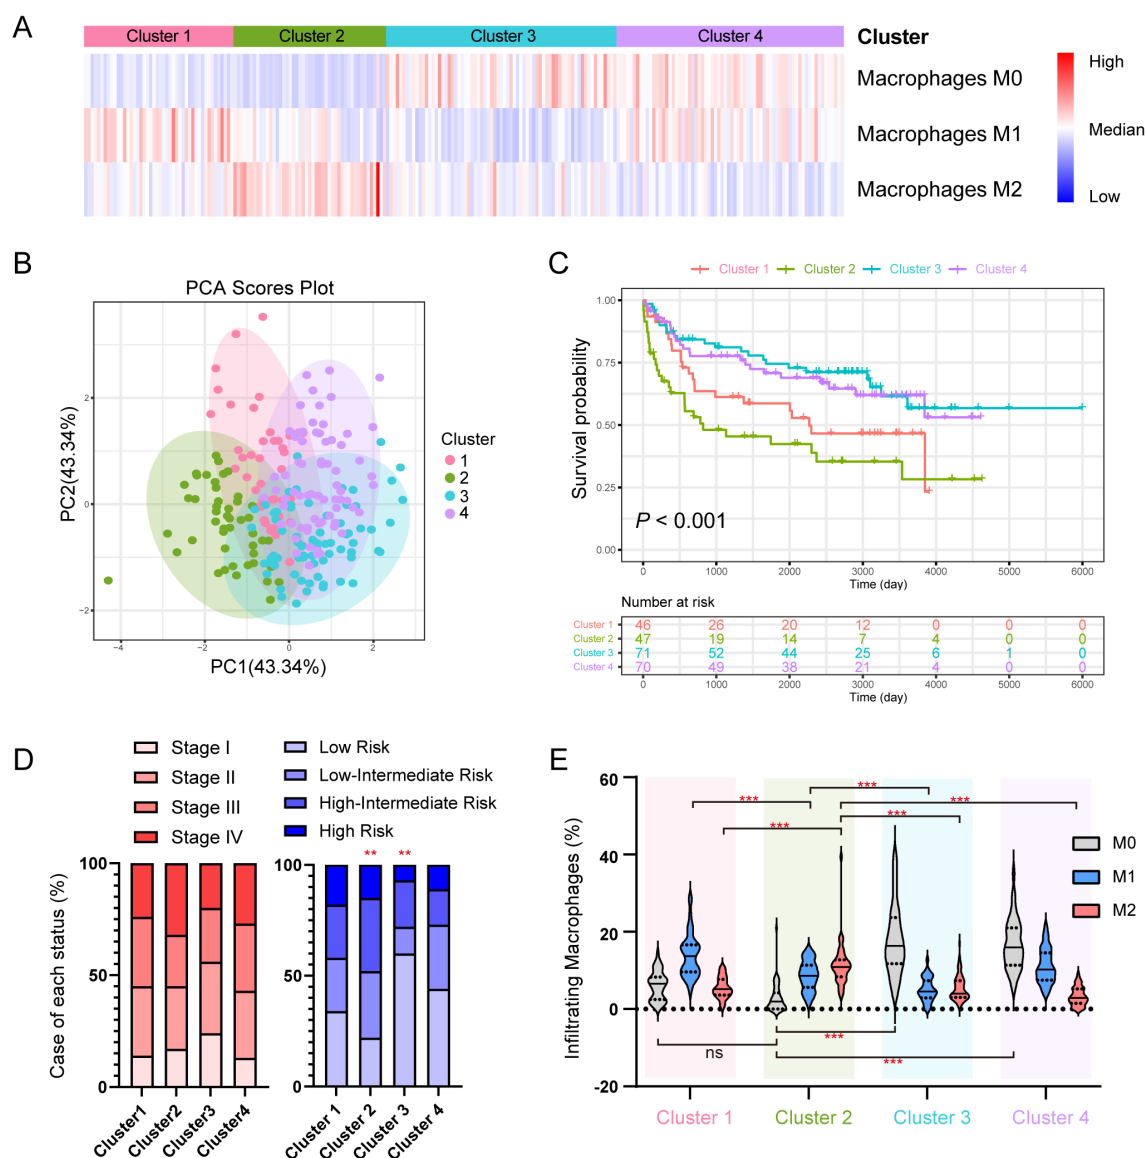 A
Cluster 1 Cluster 2 Cluster 3 Cluster 4 Cluster
Macrophages M0
Macrophages M1
Macrophages M2
High
Median
Low
B
PCA Scores Plot
PC2(43.34%)
2
0
−2
−4 −2 0 2
PC1(43.34%)
Cluster
1
2
3
4
C
Cluster 1 Cluster 2 Cluster 3 Cluster 4
Survival probability
1.00
0.75
0.50
0.25
0.00
P < 0.001
0 1000 2000 3000 4000 5000 6000
Time (day)
Number at risk
Cluster 1 46 26 20 12 0 0 0
Cluster 2 47 19 14 7 4 0 0
Cluster 3 71 52 44 25 6 1 0
Cluster 4 70 49 38 21 4 0 0
0 1000 2000 3000 4000 5000 6000
Time (day)
D
Stage I
Stage II
Stage III
Stage IV
Low Risk
Low-Intermediate Risk
High-Intermediate Risk
High Risk
Case of each status (%)
100
50
0
Cluster1 Cluster2 Cluster3 Cluster4
** **
100
50
0
Cluster 1 Cluster 2 Cluster 3 Cluster 4
E
Infiltrating Macrophages (%)
60
40
20
0
-20
*** *** *** *** ***
ns *** ***
M0
M1
M2
Cluster 1 Cluster 2 Cluster 3 Cluster 4